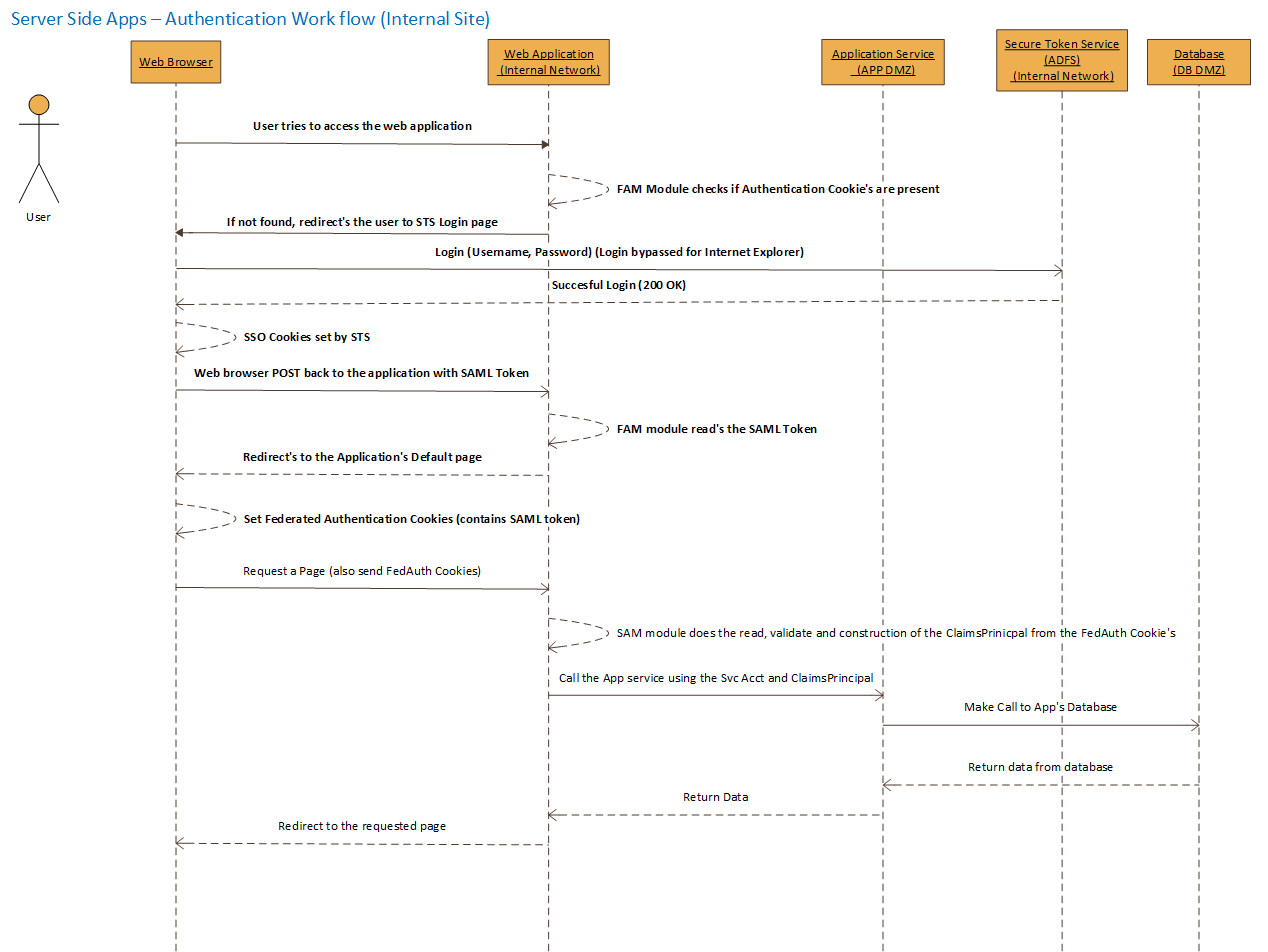 Server Side Apps – Authentication Work flow (Internal Site)
Web Browser
Web Application
(Internal Network)
Application Service
(APP DMZ)
Secure Token Service
(ADFS)
(Internal Network)
Database
(DB DMZ)
User
User tries to access the web application
FAM Module checks if Authentication Cookie's are present
If not found, redirect's the user to STS Login page
Login (Username, Password) (Login bypassed for Internet Explorer)
Succesful Login (200 OK)
SSO Cookies set by STS
Web browser POST back to the application with SAML Token
FAM module read's the SAML Token
Redirect's to the Application's Default page
Set Federated Authentication Cookies (contains SAML token)
Request a Page (also send FedAuth Cookies)
SAM module does the read, validate and construction of the ClaimsPrinicpal from the FedAuth Cookie's
Call the App service using the Svc Acct and ClaimsPrincipal
Make Call to App's Database
Return data from database
Return Data
Redirect to the requested page